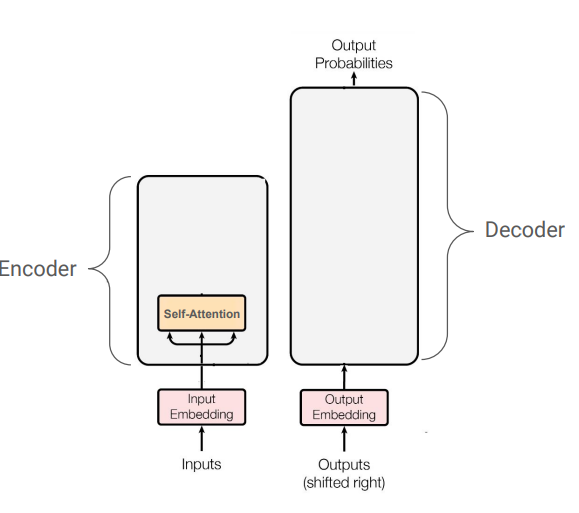 Output
Probabilities
Encoder
Decoder
Self-Attention
Input
Embedding
Output
Embedding
Inputs
Outputs
(shifted right)